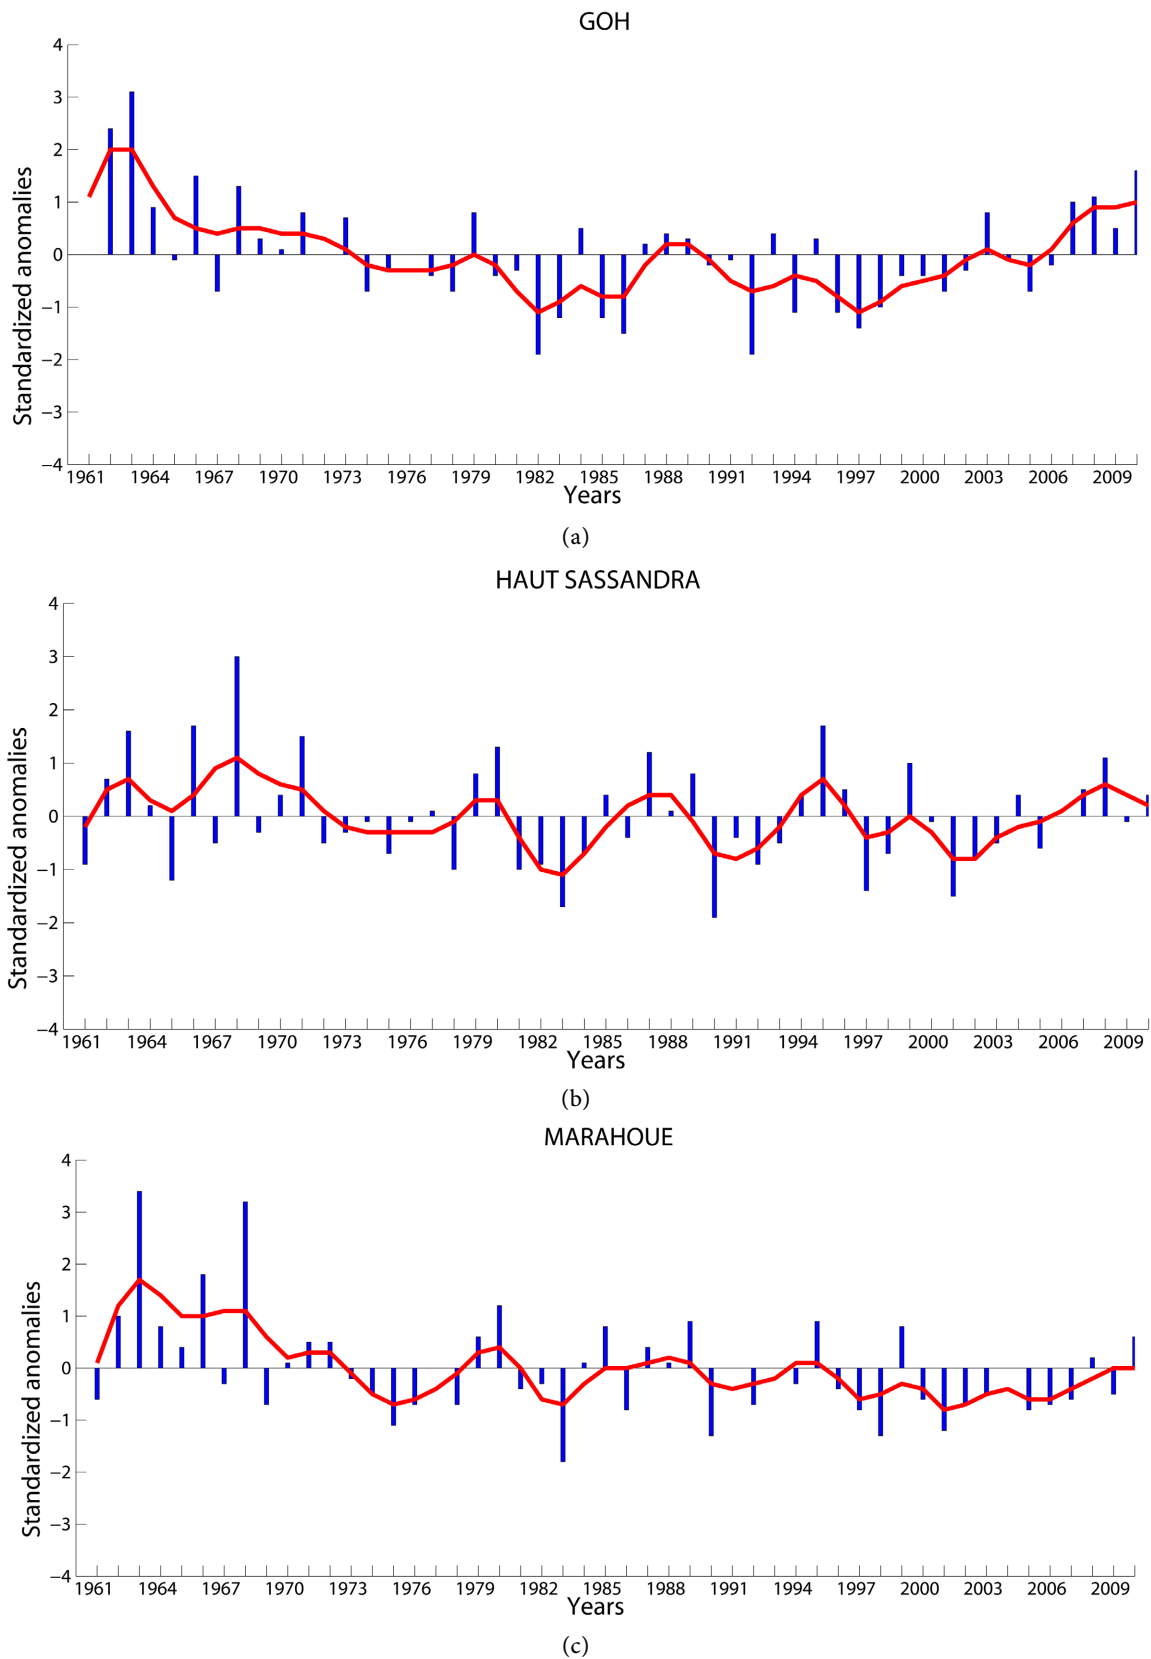 GOH
4
3
2
1
0
−1
−2
−3
−4
Standardized anomalies
1961 1964 1967 1970 1973 1976 1979 1982 1985 1988 1991 1994 1997 2000 2003 2006 2009
Years
(a)
HAUT SASSANDRA
4
3
2
1
0
−1
−2
−3
−4
Standardized anomalies
1961 1964 1967 1970 1973 1976 1979 1982 1985 1988 1991 1994 1997 2000 2003 2006 2009
Years
(b)
MARAHOUE
4
3
2
1
0
−1
−2
−3
−4
Standardized anomalies
1961 1964 1967 1970 1973 1976 1979 1982 1985 1988 1991 1994 1997 2000 2003 2006 2009
Years
(c)